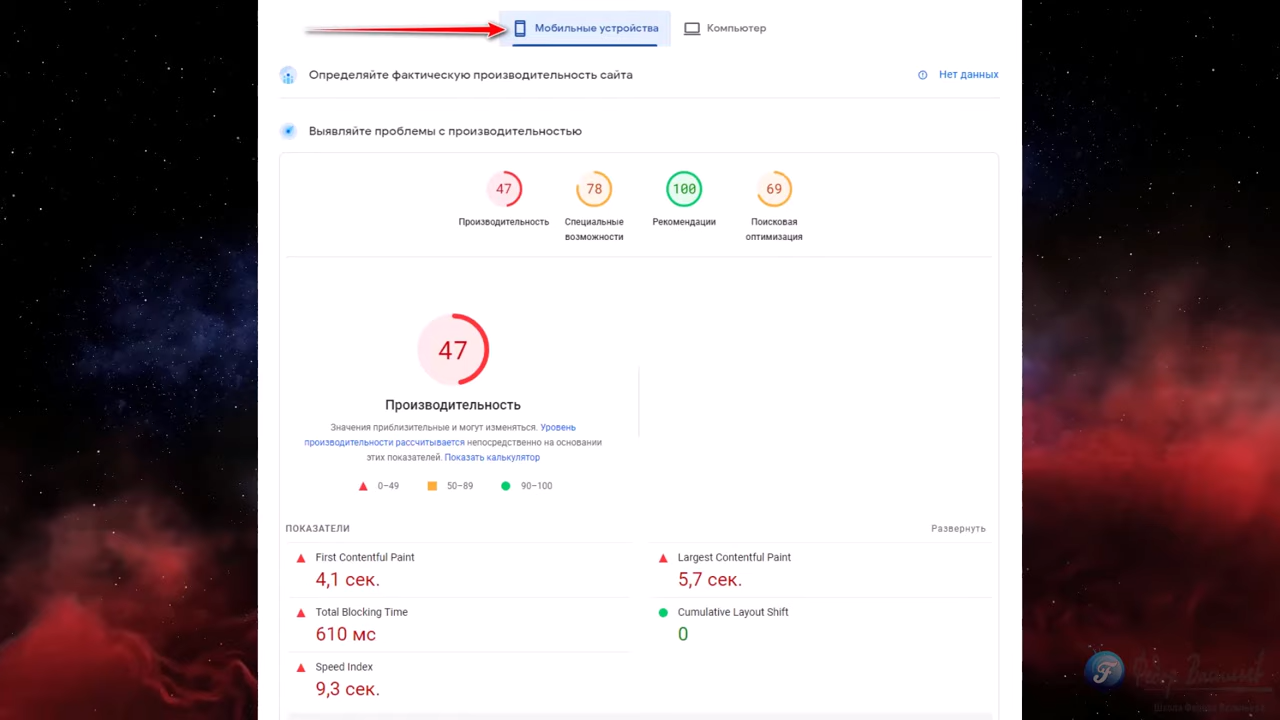 Мобильные устройства
Компьютер
Определяйте фактическую производительность сайта
Нет данных
Выявляйте проблемы с производительностью
47
78
100
69
Производительность
Специальные возможности
Рекомендации
Поисковая оптимизация
47
Производительность
Значения приблизительные и могут изменяться. Уровень
производительности рассчитывается непосредственно на основании
этих показателей. Показать калькулятор
0–49
50–89
90–100
ПОКАЗАТЕЛИ
Развернуть
First Contentful Paint
4,1 сек.
Largest Contentful Paint
5,7 сек.
Total Blocking Time
610 мс
Cumulative Layout Shift
0
Speed Index
9,3 сек.
Федор Васильев